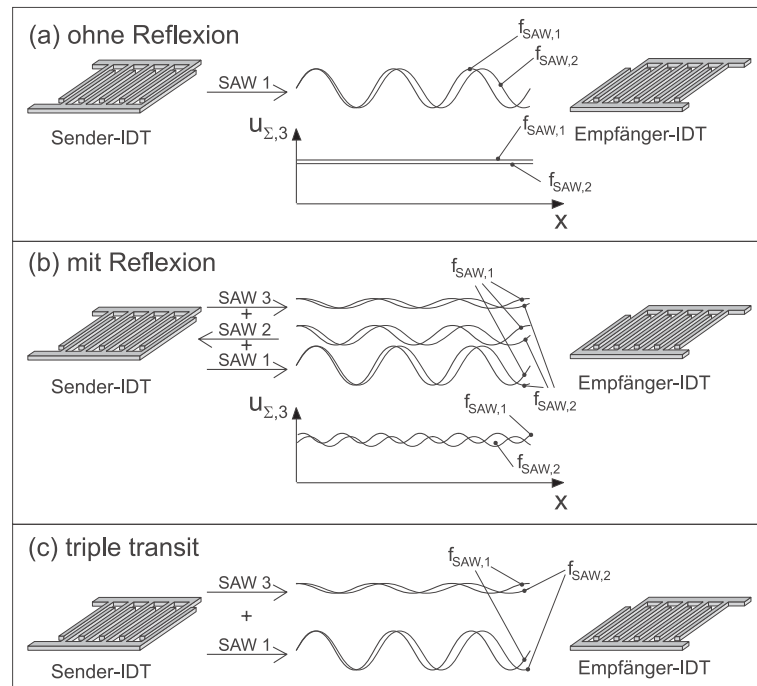 (a) ohne Reflexion
f_SAW,1
f_SAW,2
SAW 1
Sender-IDT
Empfänger-IDT
u_Σ,3
f_SAW,1
f_SAW,2
x
(b) mit Reflexion
f_SAW,1
SAW 3
+
SAW 2
+
SAW 1
Sender-IDT
Empfänger-IDT
f_SAW,2
u_Σ,3
f_SAW,1
f_SAW,2
x
(c) triple transit
f_SAW,1
f_SAW,2
SAW 3
+
SAW 1
Sender-IDT
Empfänger-IDT